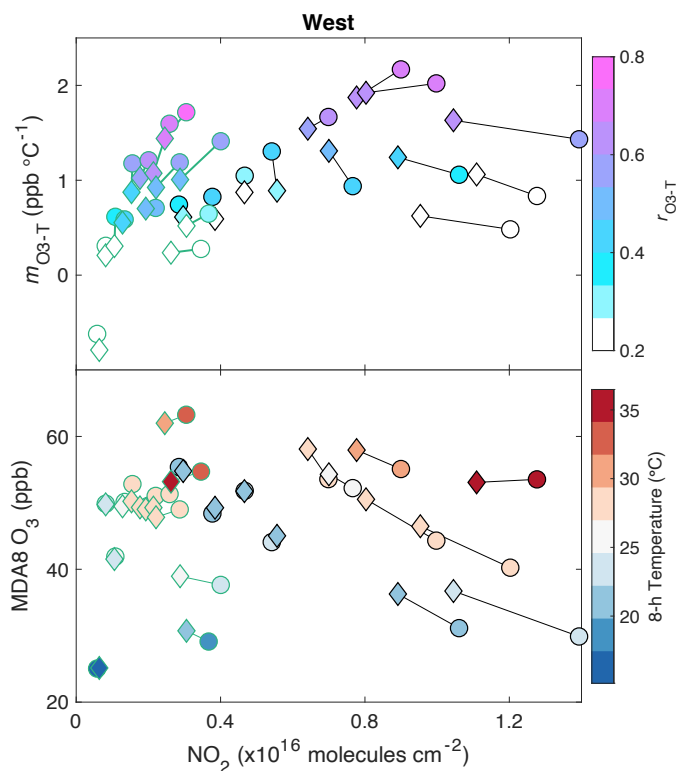 West
2
1
0
m_O3-T (ppb °C⁻¹)
0.8
0.6
0.4
0.2
r_O3-T
60
40
20
MDA8 O₃ (ppb)
35
30
25
20
8-h Temperature (°C)
0 0.4 0.8 1.2
NO₂ (x10¹⁶ molecules cm⁻²)